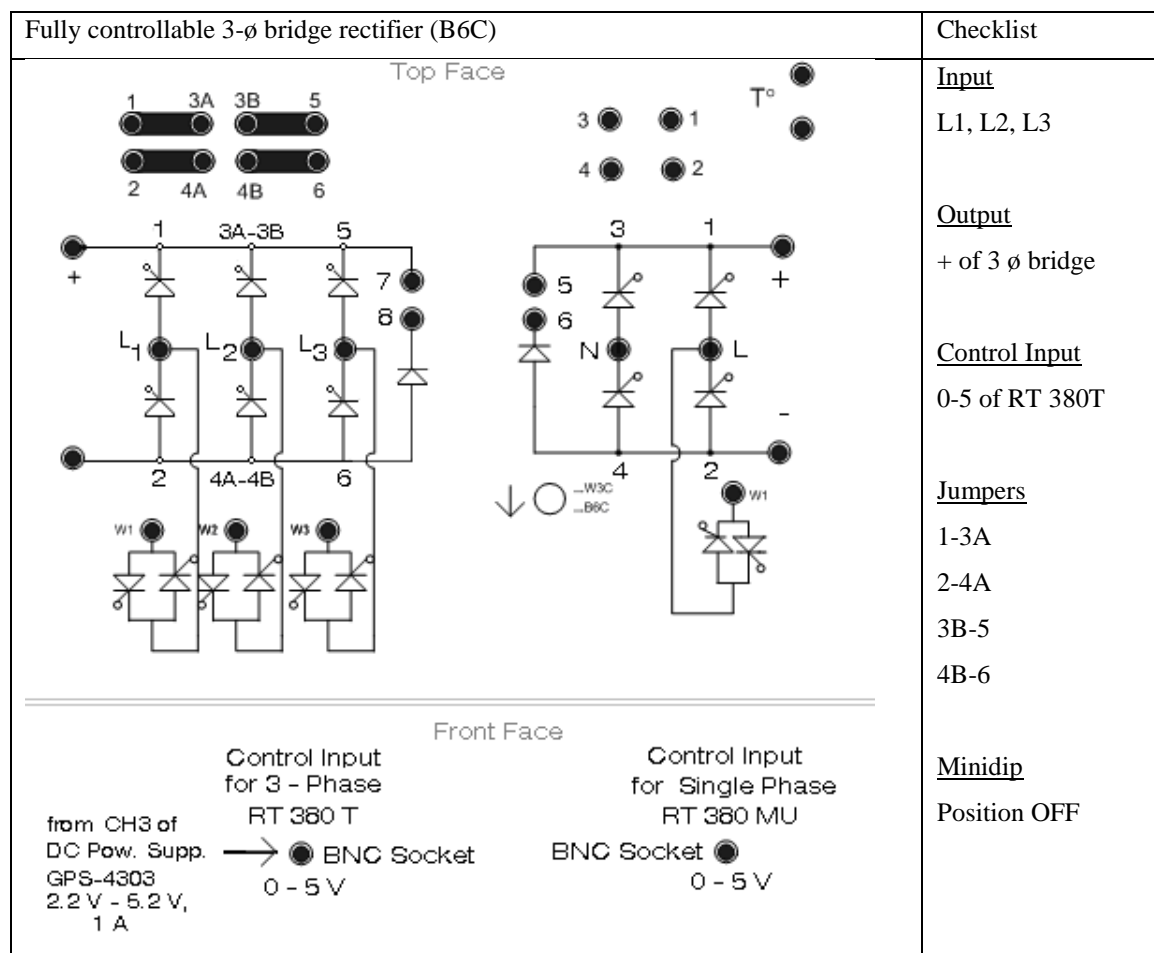 Fully controllable 3-ø bridge rectifier (B6C)
Checklist
Top Face
1 3A 3B 5
2 4A 4B 6
3 1
4 2
T°
1 3A-3B 5
+
7
8
L1 L2 L3
2 4A-4B 6
W1 W2 W3
3 1
+
5
6
N L
-
4 2
...W3C
...B6C
W1
Front Face
Control Input
for 3 - Phase
RT 380 T
from CH3 of
DC Pow. Supp.
GPS-4303
2.2 V - 5.2 V,
1 A
BNC Socket
0 - 5 V
Control Input
for Single Phase
RT 380 MU
BNC Socket
0 - 5 V
Input
L1, L2, L3
Output
+ of 3 ø bridge
Control Input
0-5 of RT 380T
Jumpers
1-3A
2-4A
3B-5
4B-6
Minidip
Position OFF